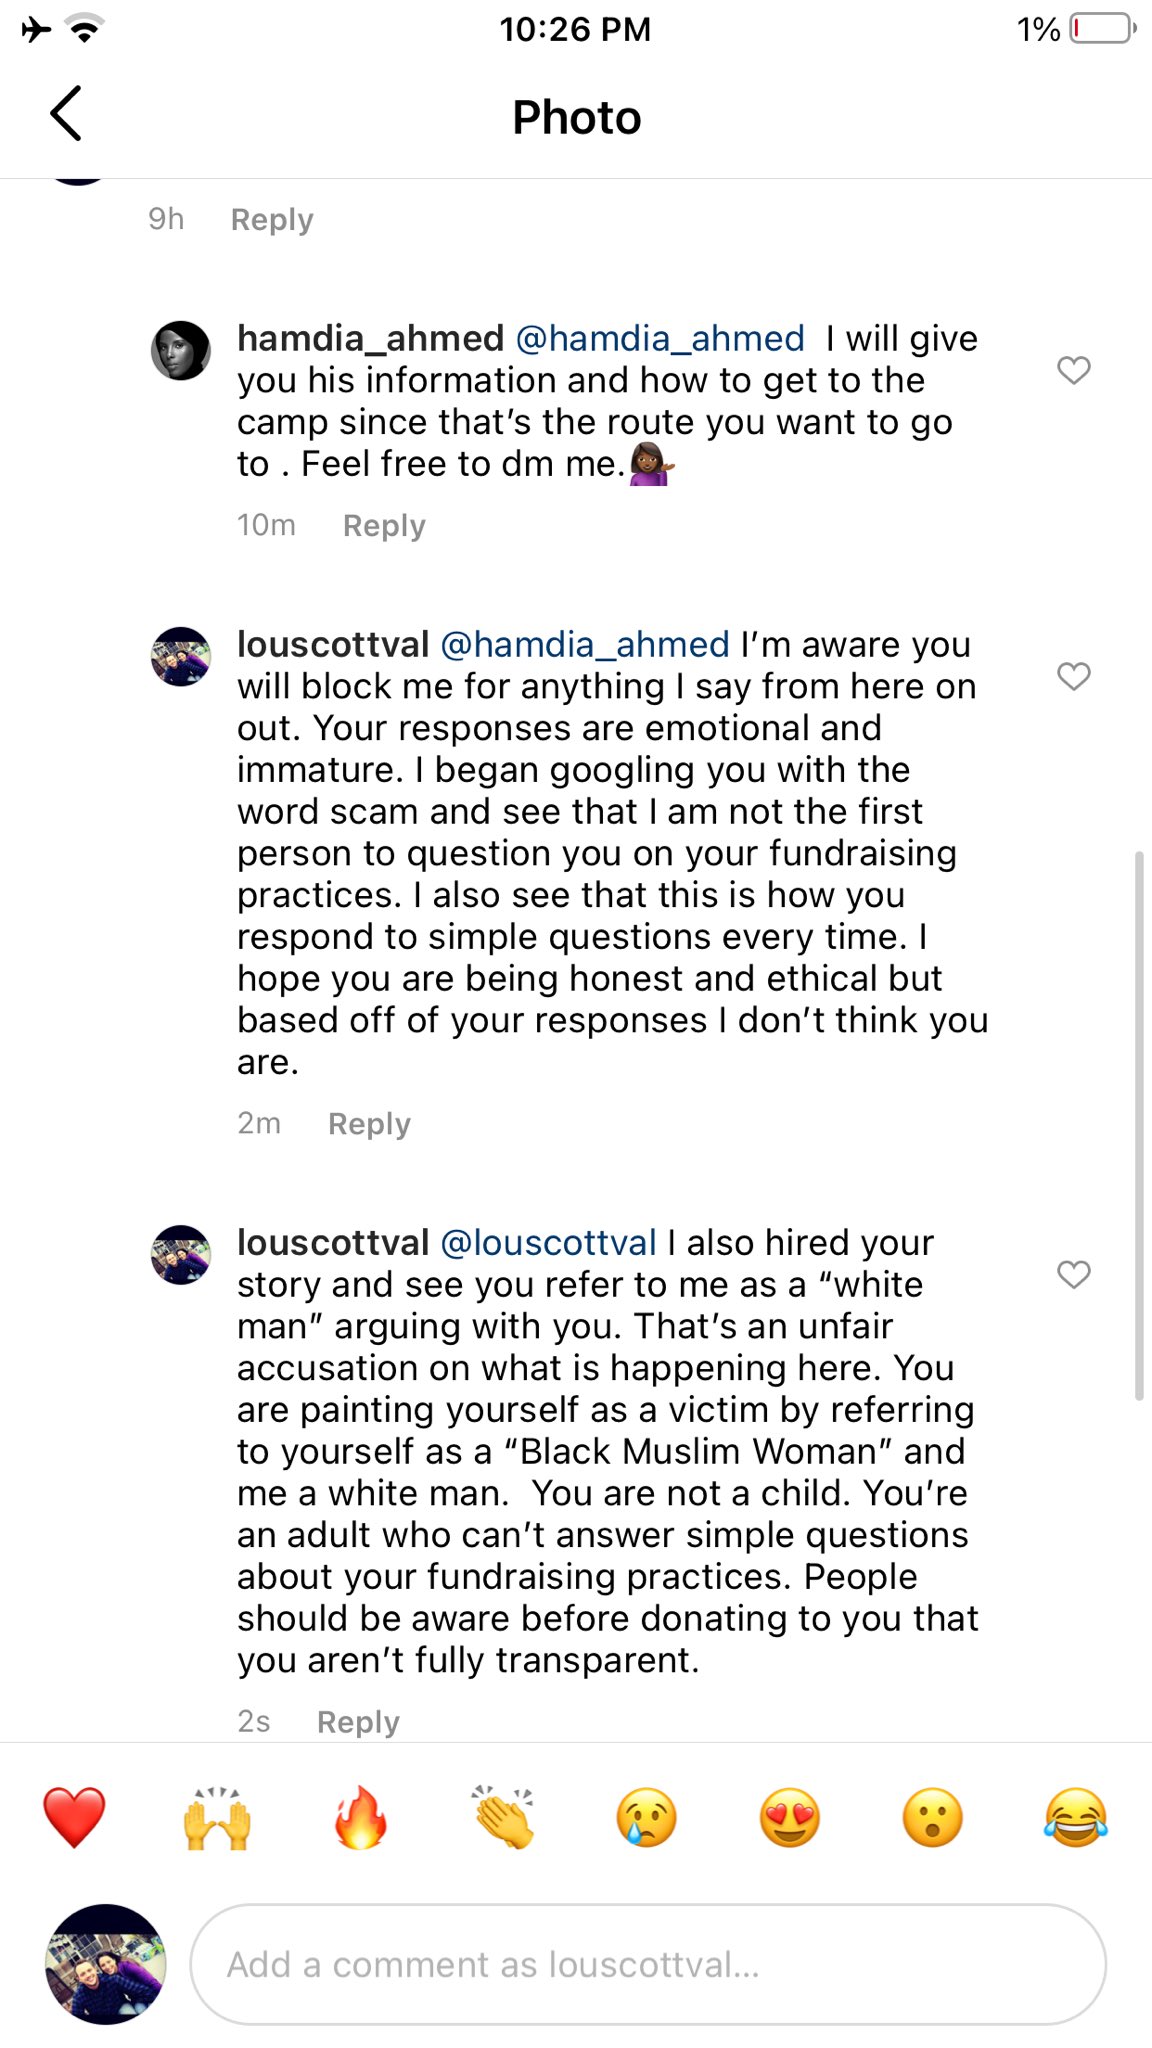 10:26 PM 1%
Photo
9h Reply
hamdia_ahmed @hamdia_ahmed I will give
you his information and how to get to the
camp since that’s the route you want to go
to . Feel free to dm me.💁🏾‍♀️
10m Reply
louscottval @hamdia_ahmed I’m aware you
will block me for anything I say from here on
out. Your responses are emotional and
immature. I began googling you with the
word scam and see that I am not the first
person to question you on your fundraising
practices. I also see that this is how you
respond to simple questions every time. I
hope you are being honest and ethical but
based off of your responses I don’t think you
are.
2m Reply
louscottval @louscottval I also hired your
story and see you refer to me as a “white
man” arguing with you. That’s an unfair
accusation on what is happening here. You
are painting yourself as a victim by referring
to yourself as a “Black Muslim Woman” and
me a white man.  You are not a child. You’re
an adult who can’t answer simple questions
about your fundraising practices. People
should be aware before donating to you that
you aren’t fully transparent.
2s Reply
❤️ 🙌 🔥 👏 😢 😍 😮 😂
Add a comment as louscottval...